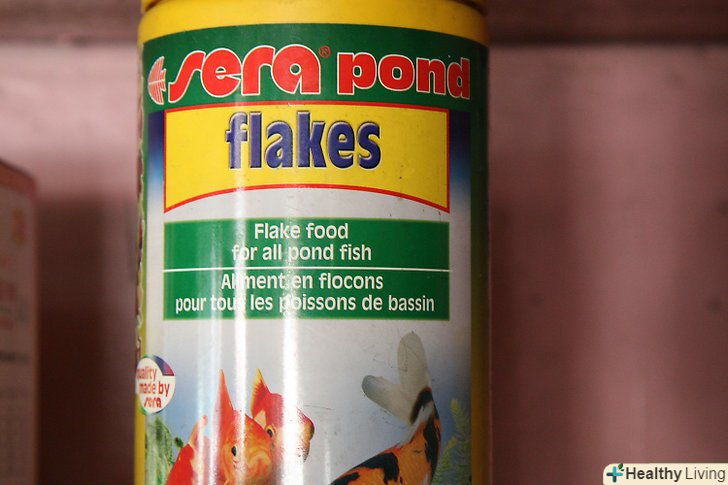 sera® pond
flakes
Flake food
for all pond fish
Aliment en flocons
pour tous les poissons de bassin
quality
made by
sera
Healthy Living